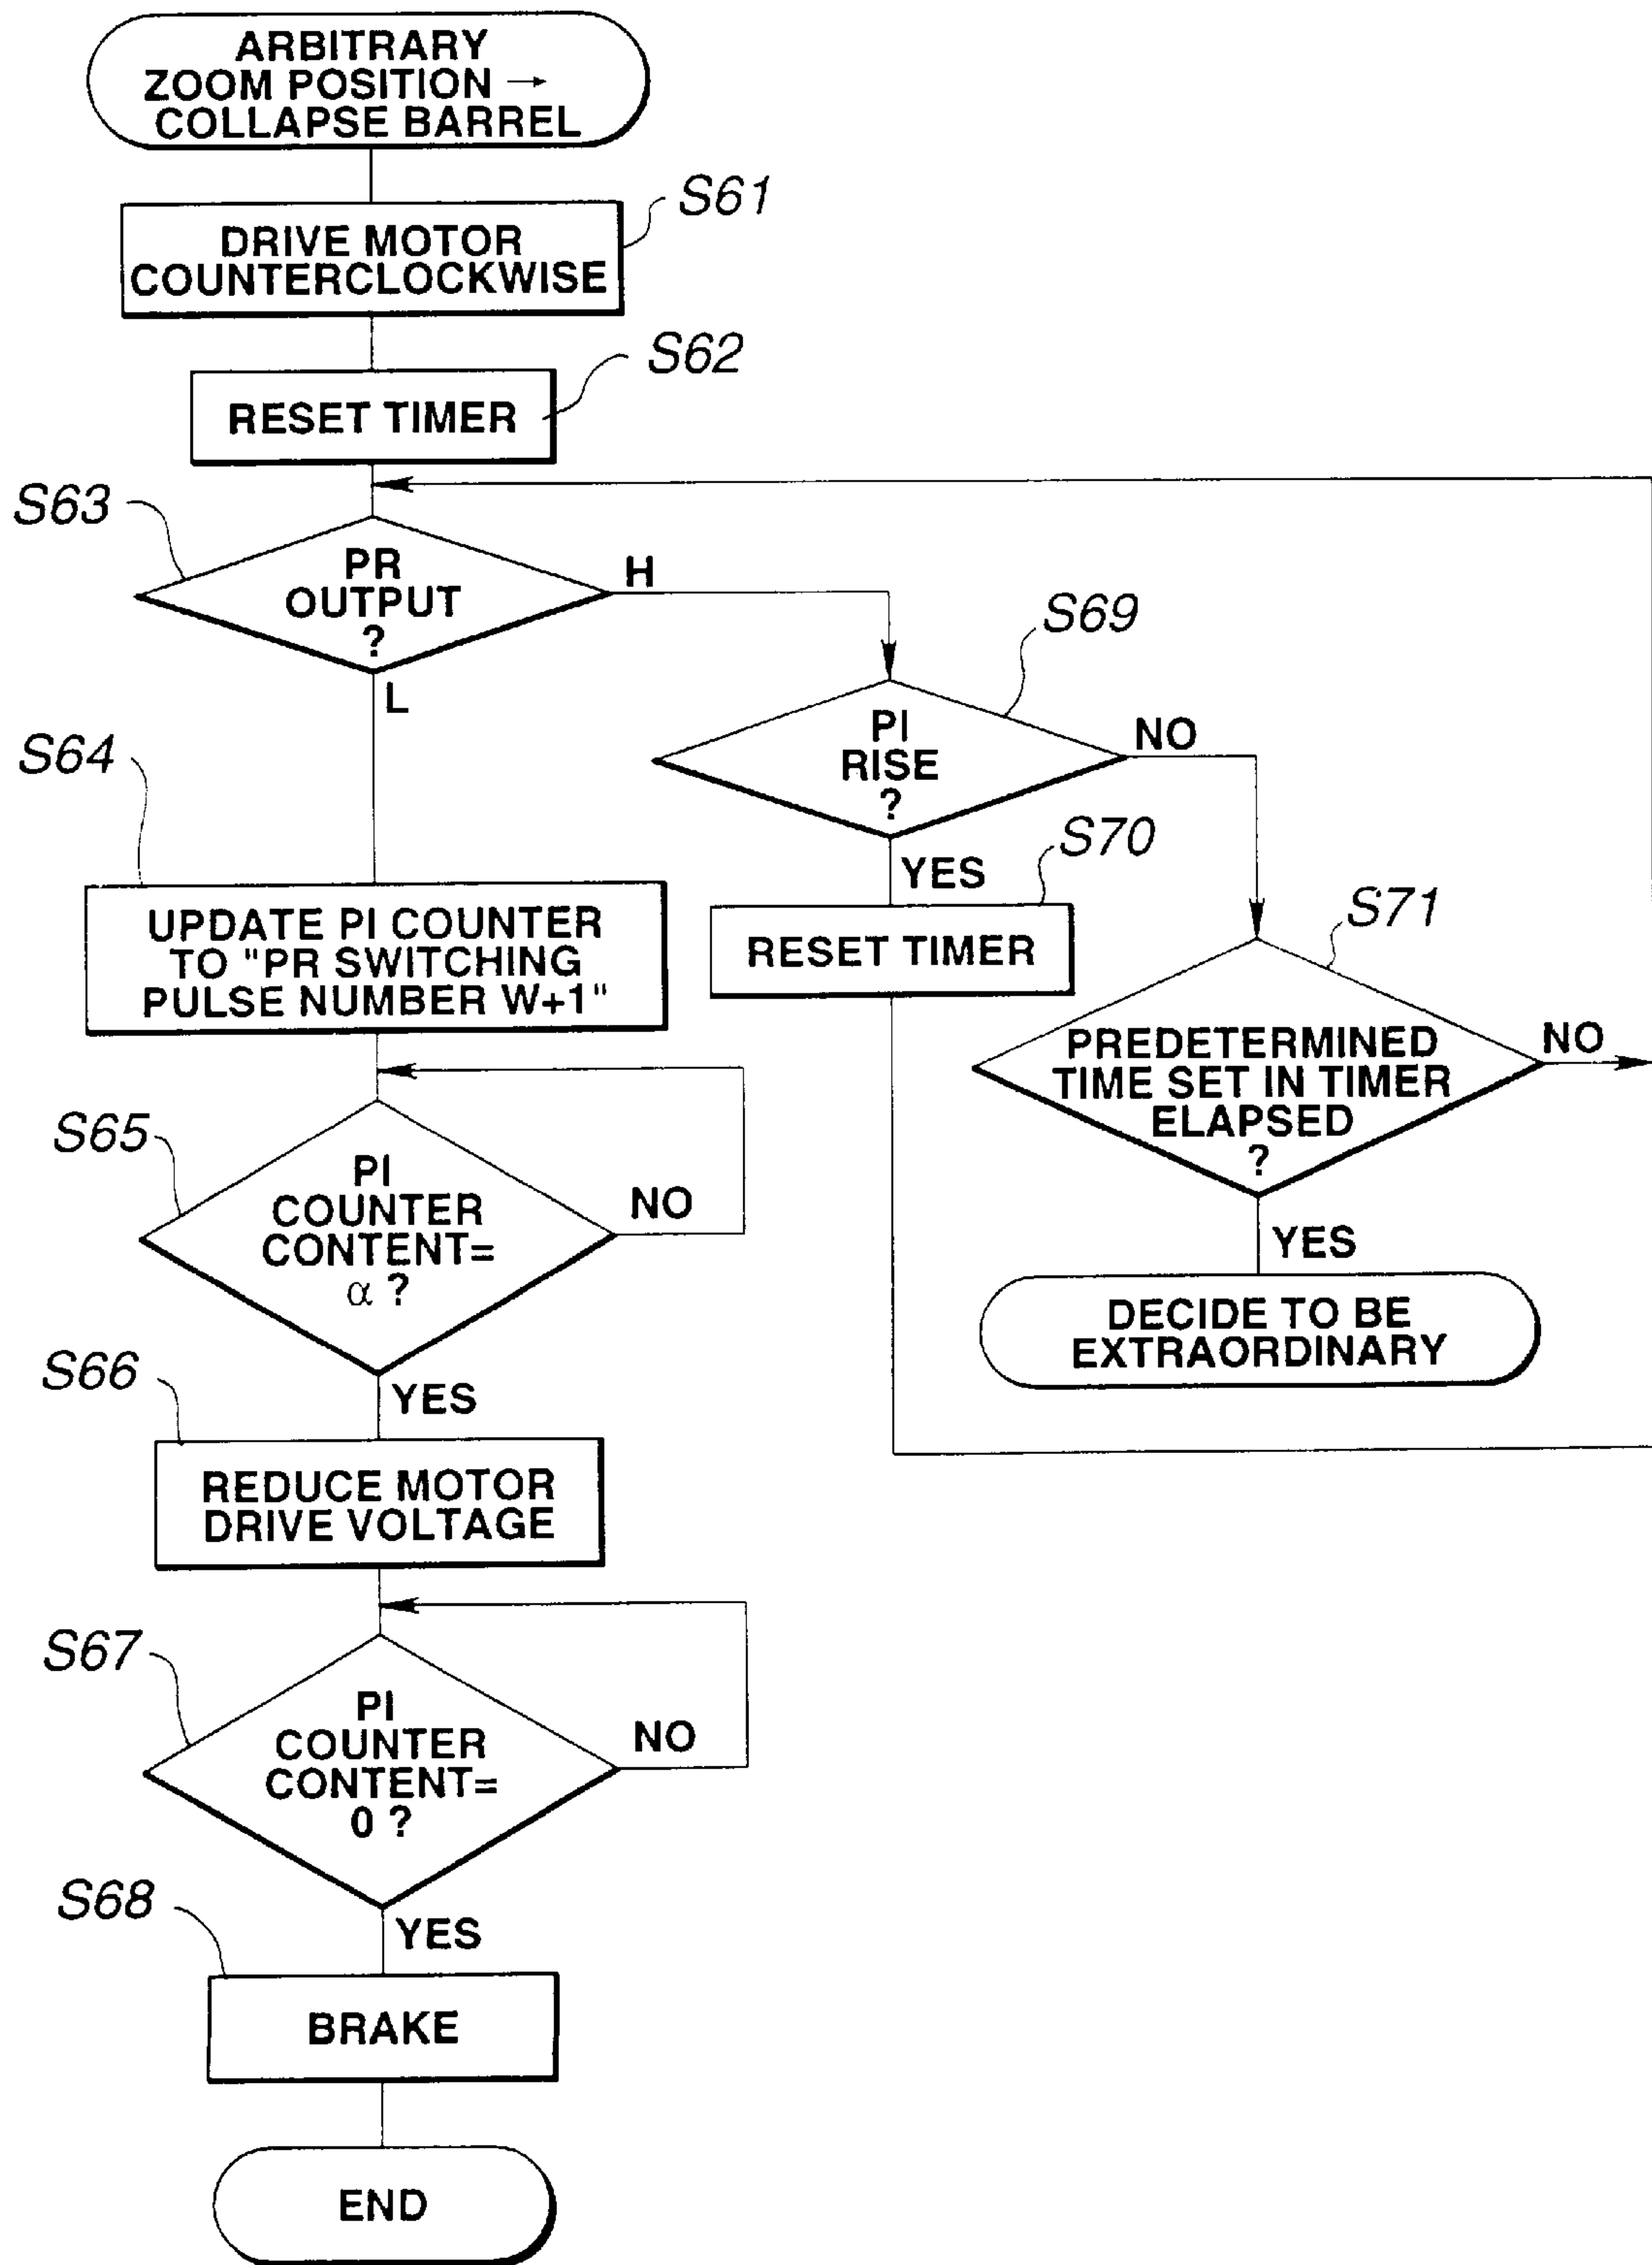 ARBITRARY
ZOOM POSITION →
COLLAPSE BARREL
S61
DRIVE MOTOR
COUNTERCLOCKWISE
S62
RESET TIMER
S63
PR
OUTPUT
?
H
L
S69
PI
RISE
?
NO
YES
S64
UPDATE PI COUNTER
TO "PR SWITCHING
PULSE NUMBER W+1"
S70
RESET TIMER
S71
PREDETERMINED
TIME SET IN TIMER
ELAPSED
?
NO
YES
DECIDE TO BE
EXTRAORDINARY
S65
PI
COUNTER
CONTENT=
α ?
NO
YES
S66
REDUCE MOTOR
DRIVE VOLTAGE
S67
PI
COUNTER
CONTENT=
0 ?
NO
YES
S68
BRAKE
END